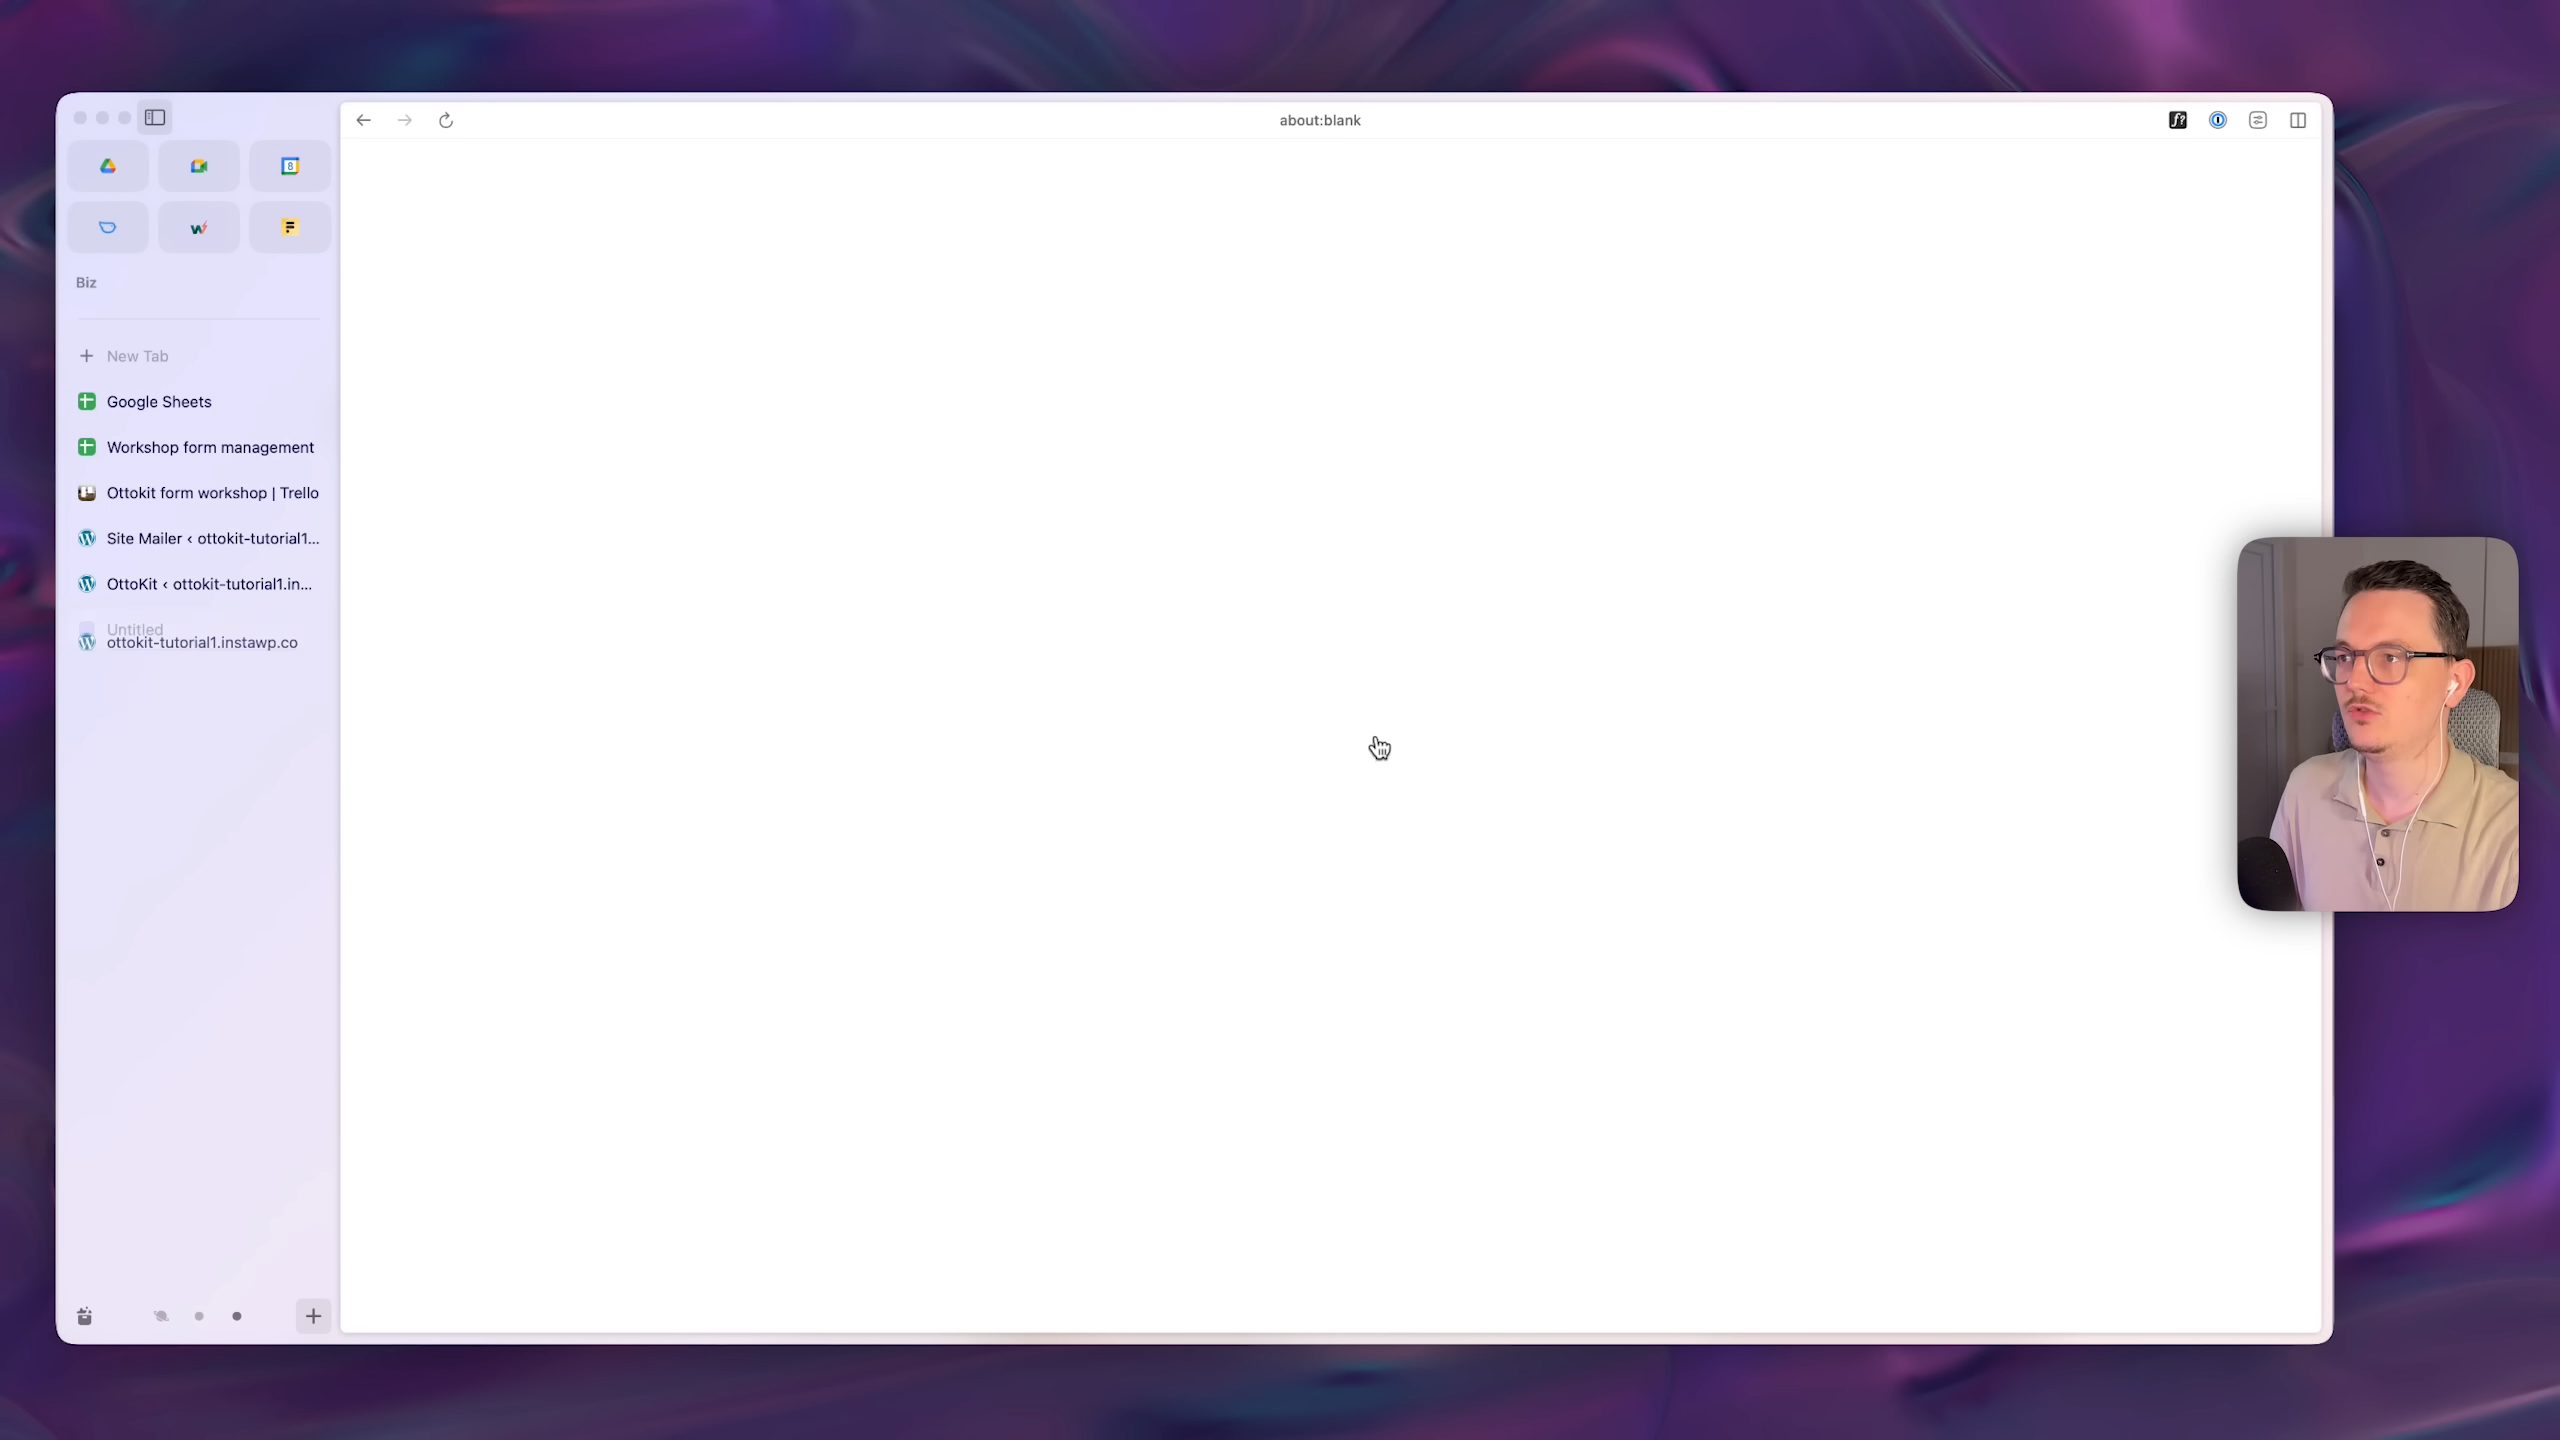 about:blank
f?
8
W
Biz
New Tab
Google Sheets
Workshop form management
Ottokit form workshop | Trello
Site Mailer ‹ ottokit-tutorial1...
OttoKit ‹ ottokit-tutorial1.in...
Untitled
ottokit-tutorial1.instawp.co